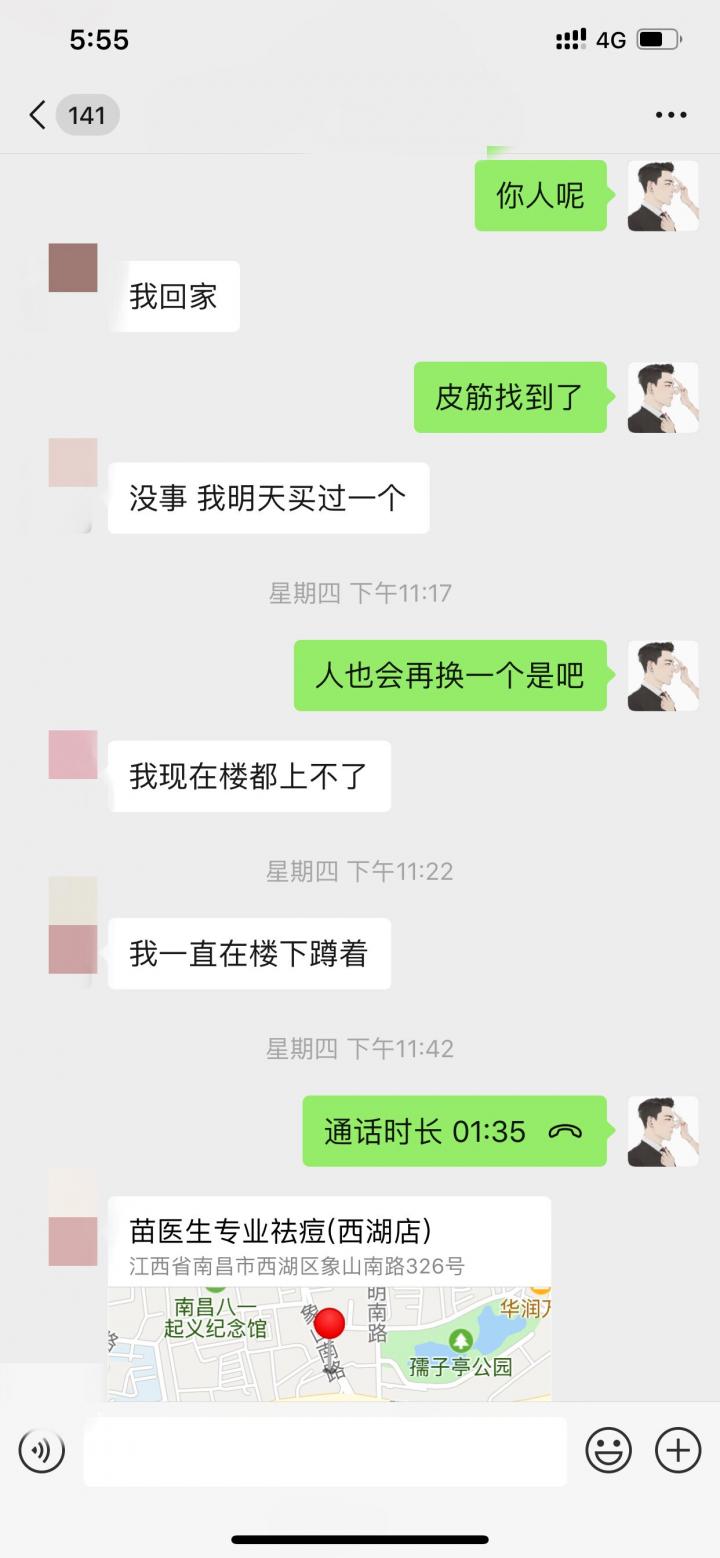 5:55
4G
141
你人呢
我回家
皮筋找到了
没事 我明天买过一个
星期四 下午11:17
人也会再换一个是吧
我现在楼都上不了
星期四 下午11:22
我一直在楼下蹲着
星期四 下午11:42
通话时长 01:35
苗医生专业祛痘(西湖店)
江西省南昌市西湖区象山南路326号
南昌八一
起义纪念馆
象山南路
明南路
华润万
孺子亭公园